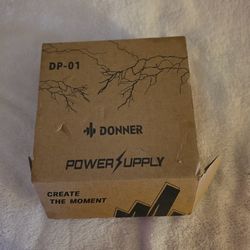 DP-01
DONNER
POWER SUPPLY
CREATE
THE MOMENT